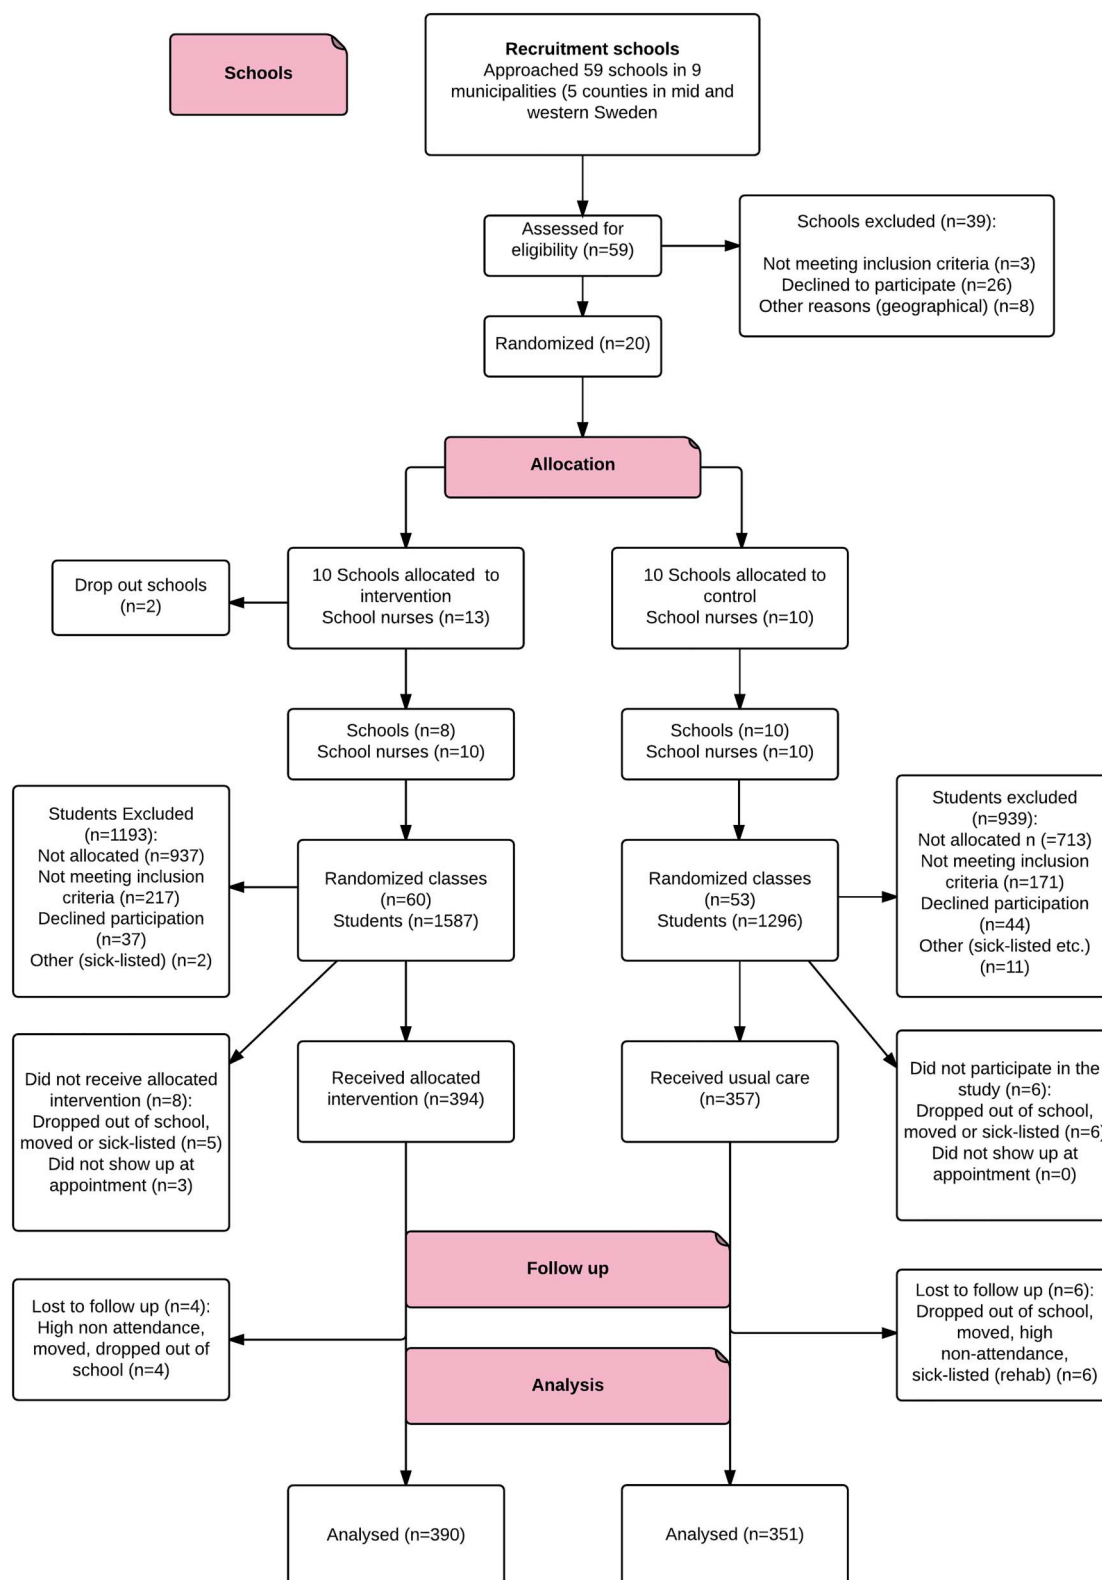 Schools
Recruitment schools
Approached 59 schools in 9
municipalities (5 counties in mid and
western Sweden
Assessed for
eligibility (n=59)
Schools excluded (n=39):
Not meeting inclusion criteria (n=3)
Declined to participate (n=26)
Other reasons (geographical) (n=8)
Randomized (n=20)
Allocation
Drop out schools
(n=2)
10 Schools allocated  to
intervention
School nurses (n=13)
10 Schools allocated to
control
School nurses (n=10)
Schools (n=8)
School nurses (n=10)
Schools (n=10)
School nurses (n=10)
Students Excluded
(n=1193):
Not allocated (n=937)
Not meeting inclusion
criteria (n=217)
Declined participation
(n=37)
Other (sick-listed) (n=2)
Randomized classes
(n=60)
Students (n=1587)
Randomized classes
(n=53)
Students (n=1296)
Students excluded
(n=939):
Not allocated n (=713)
Not meeting inclusion
criteria (n=171)
Declined participation
(n=44)
Other (sick-listed etc.)
(n=11)
Did not receive allocated
intervention (n=8):
Dropped out of school,
moved or sick-listed (n=5)
Did not show up at
appointment (n=3)
Received allocated
intervention (n=394)
Received usual care
(n=357)
Did not participate in the
study (n=6):
Dropped out of school,
moved or sick-listed (n=6)
Did not show up at
appointment (n=0)
Follow up
Lost to follow up (n=4):
High non attendance,
moved, dropped out of
school (n=4)
Lost to follow up (n=6):
Dropped out of school,
moved, high
non-attendance,
sick-listed (rehab) (n=6)
Analysis
Analysed (n=390)
Analysed (n=351)